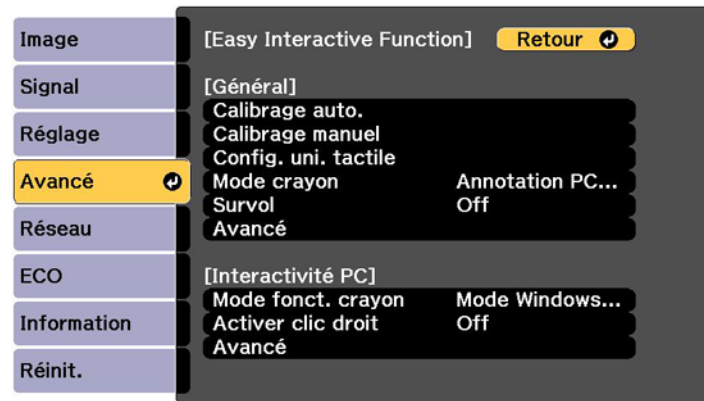 Image
Signal
Réglage
Avancé
Réseau
ECO
Information
Réinit.
[Easy Interactive Function] Retour
[Général]
Calibrage auto.
Calibrage manuel
Config. uni. tactile
Mode crayon Annotation PC...
Survol Off
Avancé
[Interactivité PC]
Mode fonct. crayon Mode Windows...
Activer clic droit Off
Avancé